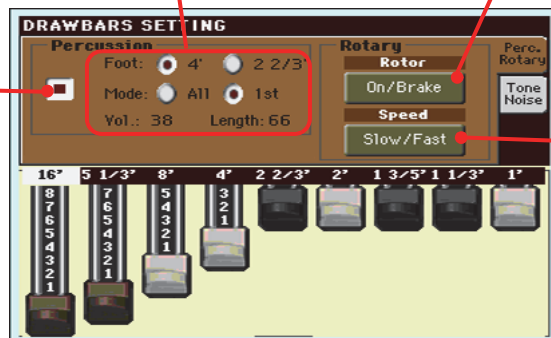 DRAWBARS SETTING
Percussion
Foot: 4' 2 2/3'
Mode: All 1st
Vol.: 38 Length: 66
Rotary
Rotor
On/Brake
Speed
Slow/Fast
Perc.
Rotary
Tone
Noise
16' 5 1/3' 8' 4' 2 2/3' 2' 1 3/5' 1 1/3' 1'
8 7 5 3
7 6 4 2
6 5 3 1
5 4 2
4 3 1
3 2
2 1
1